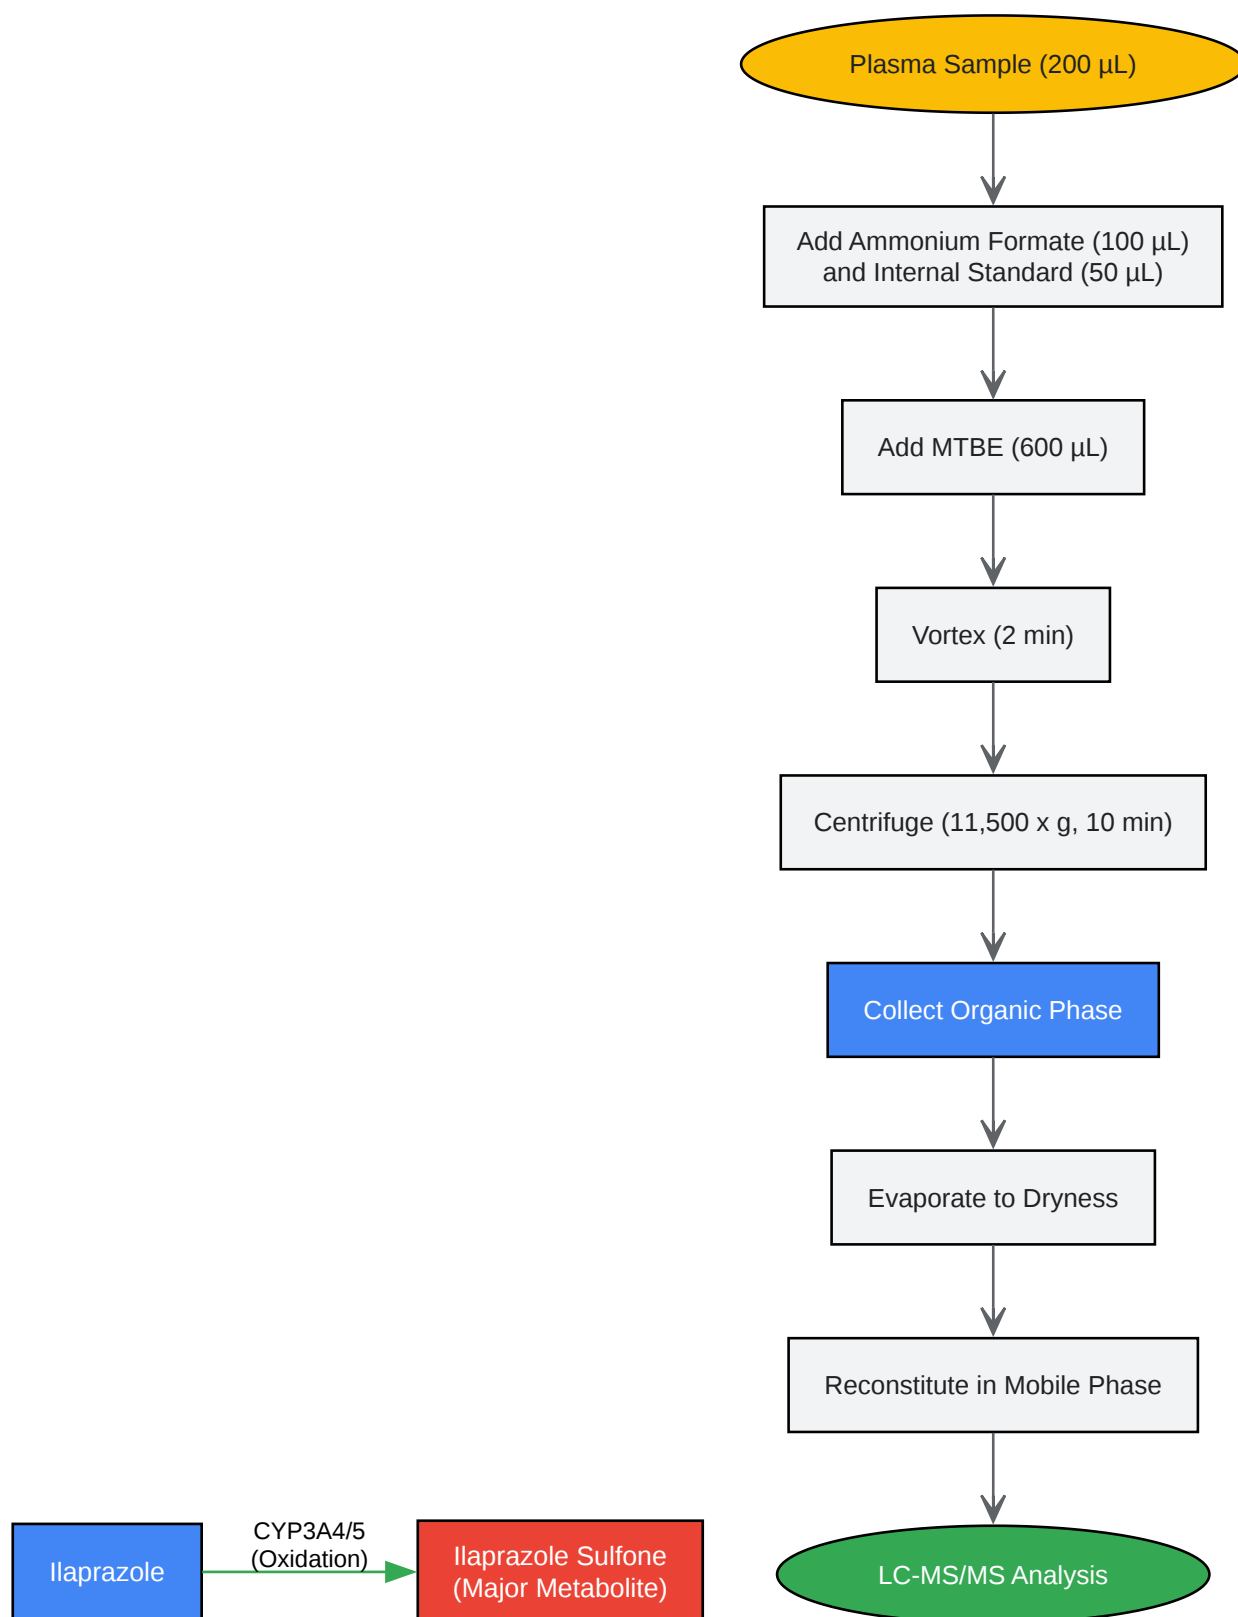 Plasma Sample (200 µL)
Add Ammonium Formate (100 µL)
and Internal Standard (50 µL)
Add MTBE (600 µL)
Vortex (2 min)
Centrifuge (11,500 x g, 10 min)
Collect Organic Phase
Evaporate to Dryness
Reconstitute in Mobile Phase
LC-MS/MS Analysis
Ilaprazole
CYP3A4/5
(Oxidation)
Ilaprazole Sulfone
(Major Metabolite)